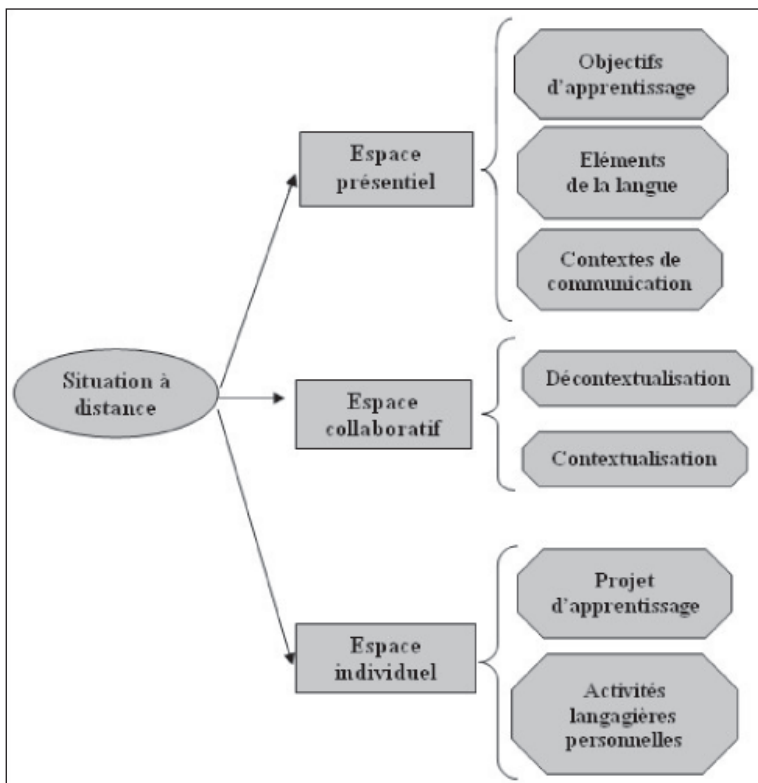 Situation à
distance
Espace
présentiel
Objectifs
d'apprentissage
Eléments
de la langue
Contextes de
communication
Espace
collaboratif
Décontextualisation
Contextualisation
Espace
individuel
Projet
d'apprentissage
Activités
langagières
personnelles